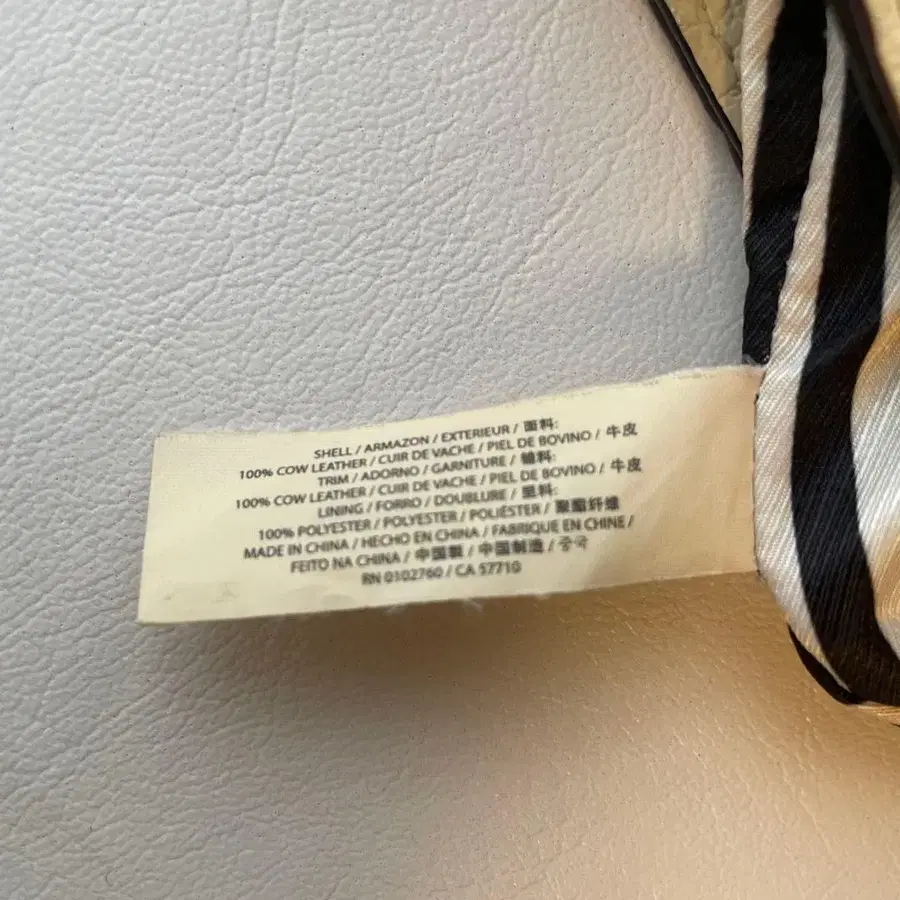 SHELL / ARMAZON / EXTERIEUR / 面料:
100% COW LEATHER / CUIR DE VACHE / PIEL DE BOVINO / 牛皮
TRIM / ADORNO / GARNITURE / 辅料:
100% COW LEATHER / CUIR DE VACHE / PIEL DE BOVINO / 牛皮
LINING / FORRO / DOUBLURE / 里料:
100% POLYESTER / POLYESTER / POLIÉSTER / 聚酯纤维
MADE IN CHINA / HECHO EN CHINA / FABRIQUE EN CHINE /
FEITO NA CHINA / 中国製 / 中国制造 / 중국
RN 0102760 / CA 57710